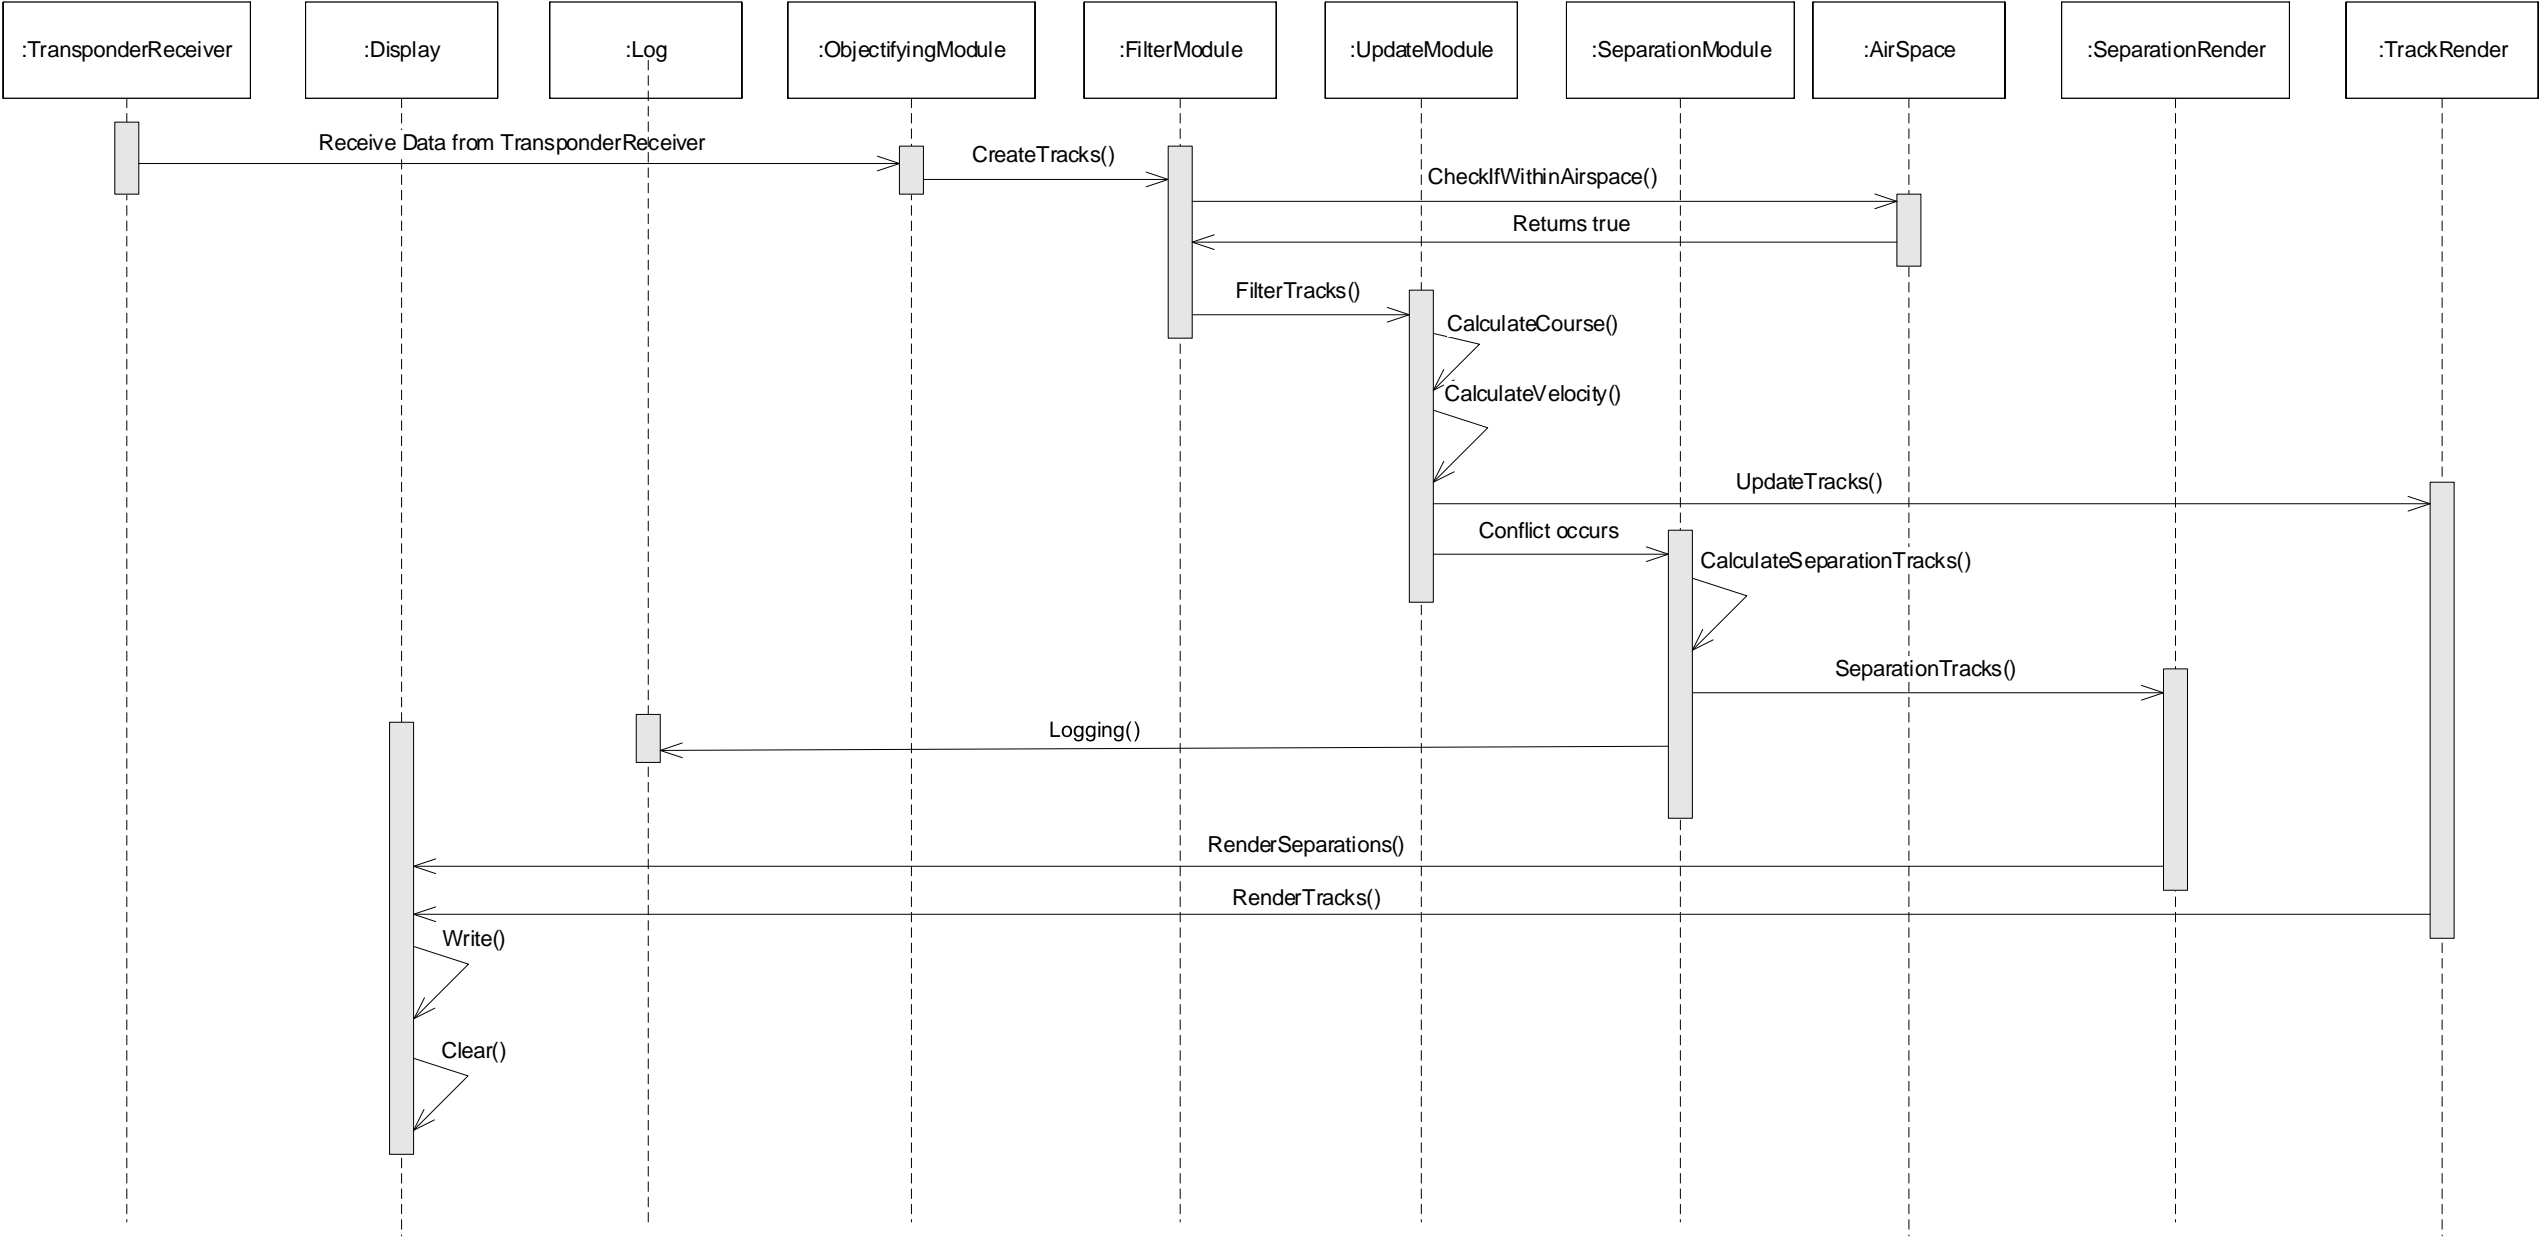 :TransponderReceiver
:Display
:Log
:ObjectifyingModule
:FilterModule
:UpdateModule
:SeparationModule
:AirSpace
:SeparationRender
:TrackRender
Receive Data from TransponderReceiver
CreateTracks()
CheckIfWithinAirspace()
Returns true
FilterTracks()
CalculateCourse()
CalculateVelocity()
UpdateTracks()
Conflict occurs
CalculateSeparationTracks()
SeparationTracks()
Logging()
RenderSeparations()
RenderTracks()
Write()
Clear()